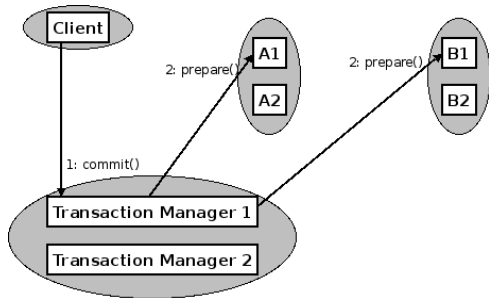 Client
A1
B1
2: prepare()
2: prepare()
A2
B2
1: commit()
Transaction Manager 1
Transaction Manager 2